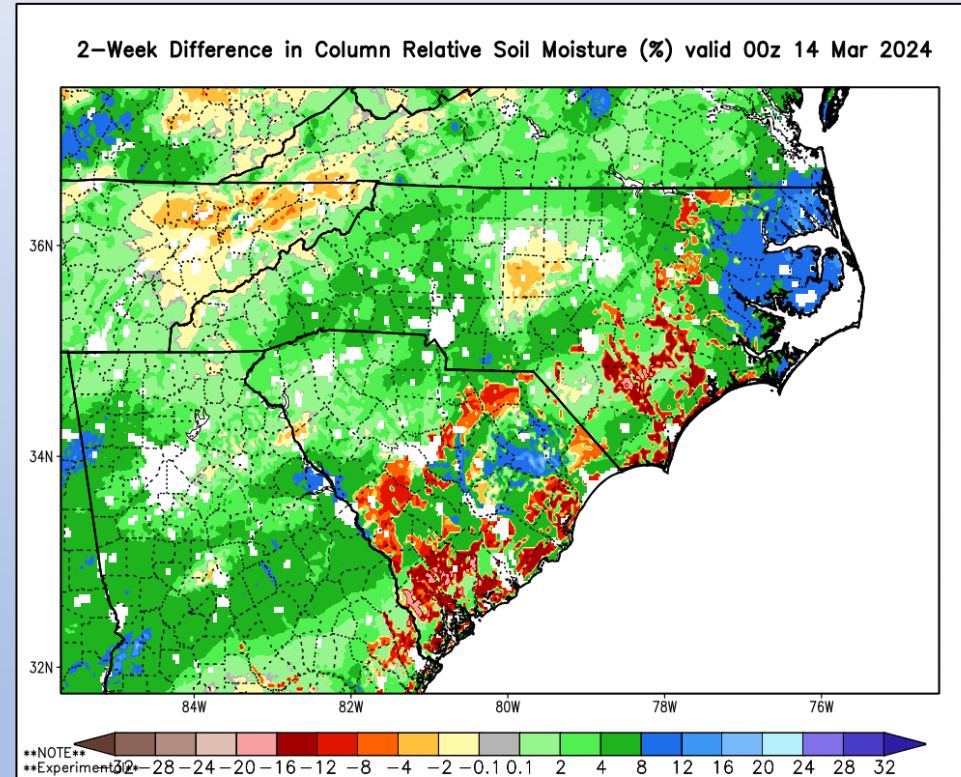 2-Week Difference in Column Relative Soil Moisture (%) valid 00z 14 Mar 2024
36N
34N
32N
84W 82W 80W 78W 76W
**NOTE**
**Experimental** -32 -28 -24 -20 -16 -12 -8 -4 -2 -0.1 0.1 2 4 8 12 16 20 24 28 32